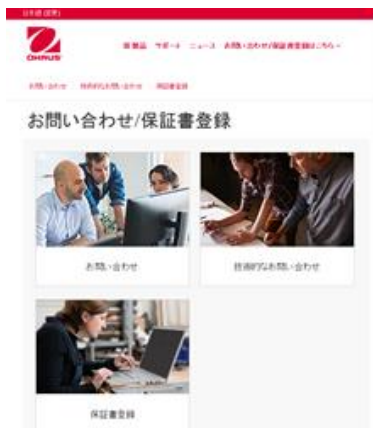 日本語 (変更)
OHAUS
製品 サポート ニュース お問い合わせ/保証書登録はこちら
お問い合わせ 技術的なお問い合わせ 保証書登録
お問い合わせ/保証書登録
お問い合わせ
技術的なお問い合わせ
保証書登録